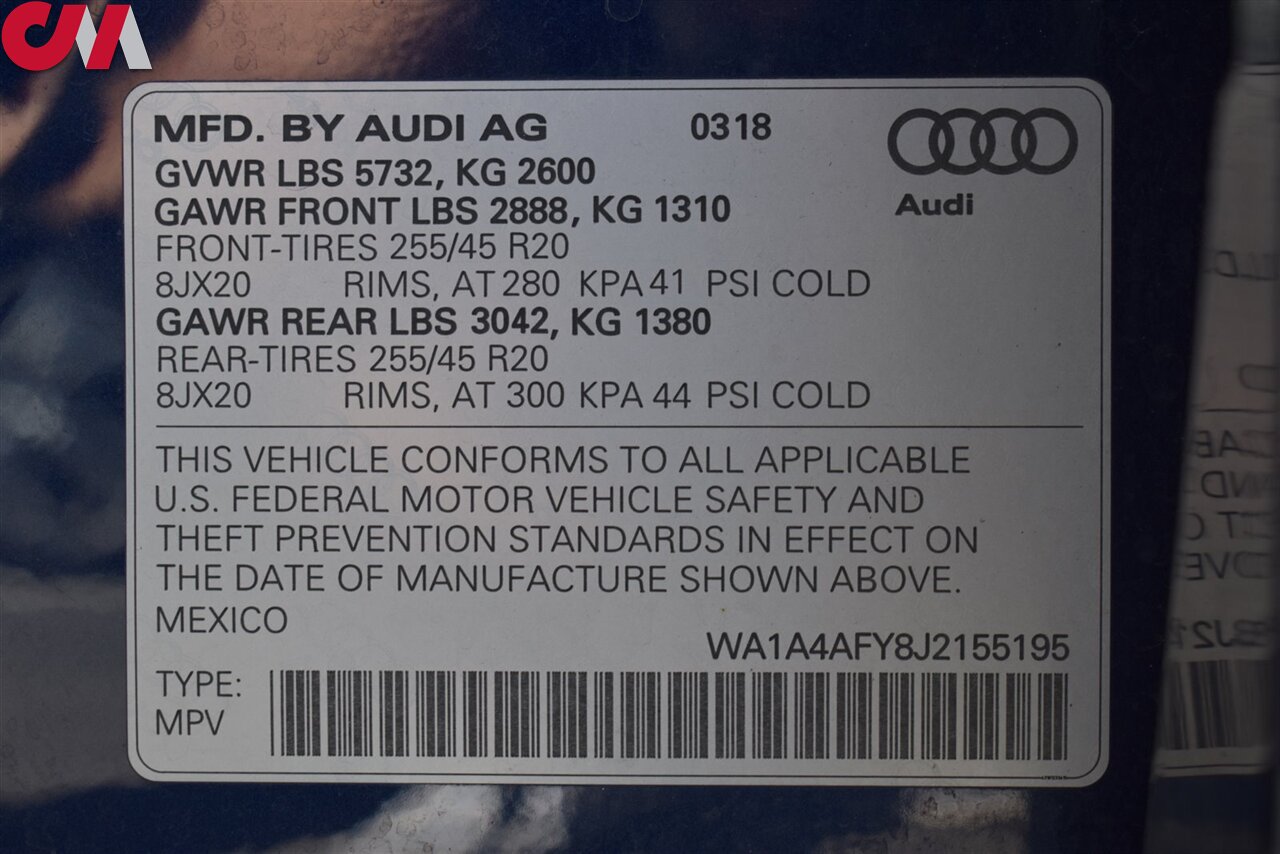 CMA
MFD. BY AUDI AG 0318
GVWR LBS 5732, KG 2600
GAWR FRONT LBS 2888, KG 1310
Audi
FRONT-TIRES 255/45 R20
8JX20 RIMS, AT 280 KPA 41 PSI COLD
GAWR REAR LBS 3042, KG 1380
REAR-TIRES 255/45 R20
8JX20 RIMS, AT 300 KPA 44 PSI COLD
THIS VEHICLE CONFORMS TO ALL APPLICABLE
U.S. FEDERAL MOTOR VEHICLE SAFETY AND
THEFT PREVENTION STANDARDS IN EFFECT ON
THE DATE OF MANUFACTURE SHOWN ABOVE.
MEXICO
WA1A4AFY8J2155195
TYPE:
MPV